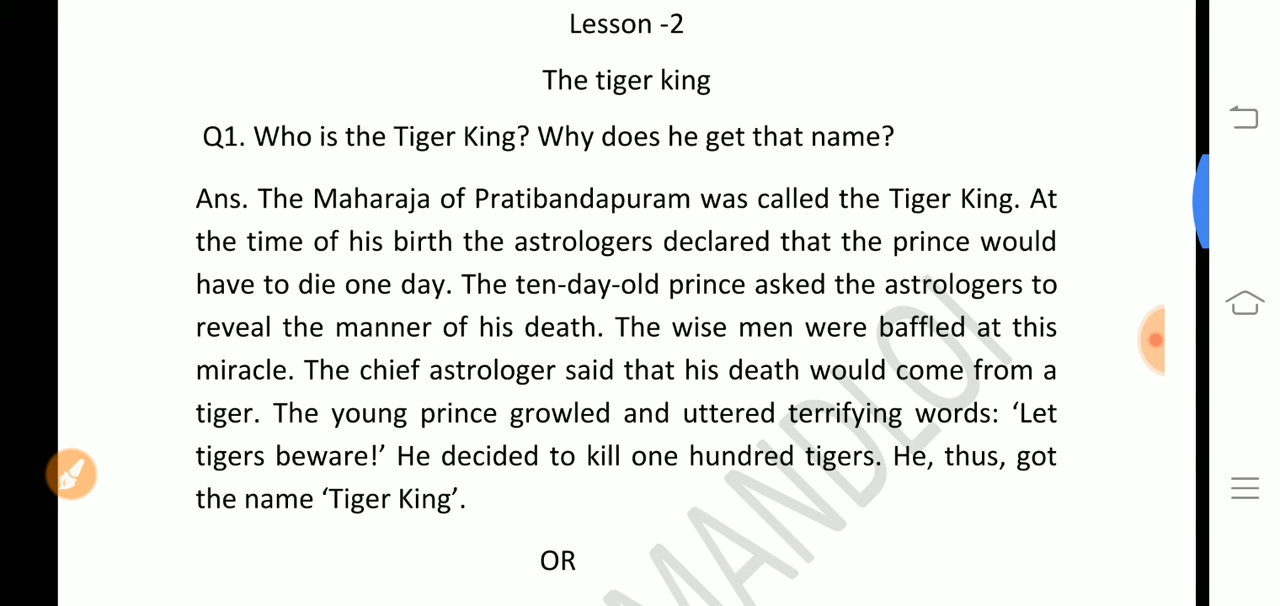 Lesson -2
The tiger king
Q1. Who is the Tiger King? Why does he get that name?
Ans. The Maharaja of Pratibandapuram was called the Tiger King. At
the time of his birth the astrologers declared that the prince would
have to die one day. The ten-day-old prince asked the astrologers to
reveal the manner of his death. The wise men were baffled at this
miracle. The chief astrologer said that his death would come from a
tiger. The young prince growled and uttered terrifying words: ‘Let
tigers beware!’ He decided to kill one hundred tigers. He, thus, got
the name ‘Tiger King’.
OR
MANDLOI